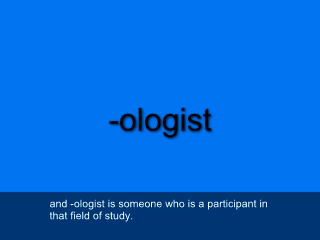 -ologist
and -ologist is someone who is a participant in
that field of study.